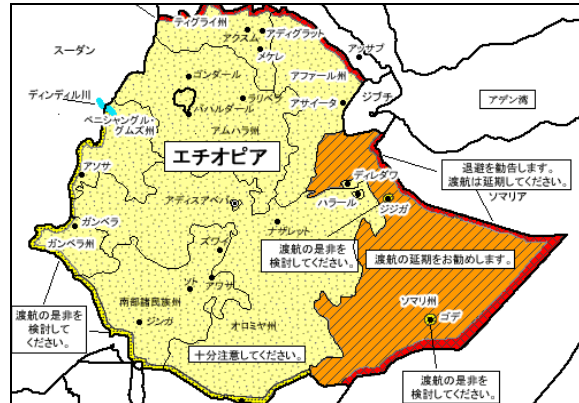 ティグライ州
スーダン
アクスム
アディグラット
メケレ
アッサブ
ゴンダール
アファール州
ディンディル川
ラリベラ
アサイータ
ジブチ
アデン湾
ベニシャングル・
グムズ州
バハルダール
アムハラ州
エチオピア
退避を勧告します。
渡航は延期してください。
ソマリア
アソサ
ディレダワ
アディスアベバ
ハラール
ジジガ
ガンベラ
ナザレット
ガンベラ州
ズワイ
渡航の是非を
検討してください。
渡航の延期をお勧めします。
ソト
アワサ
南部諸民族州
ソマリ州
渡航の是非を
検討して
ください。
ジンガ
オロミヤ州
ゴデ
十分注意してください。
渡航の是非を
検討してください。